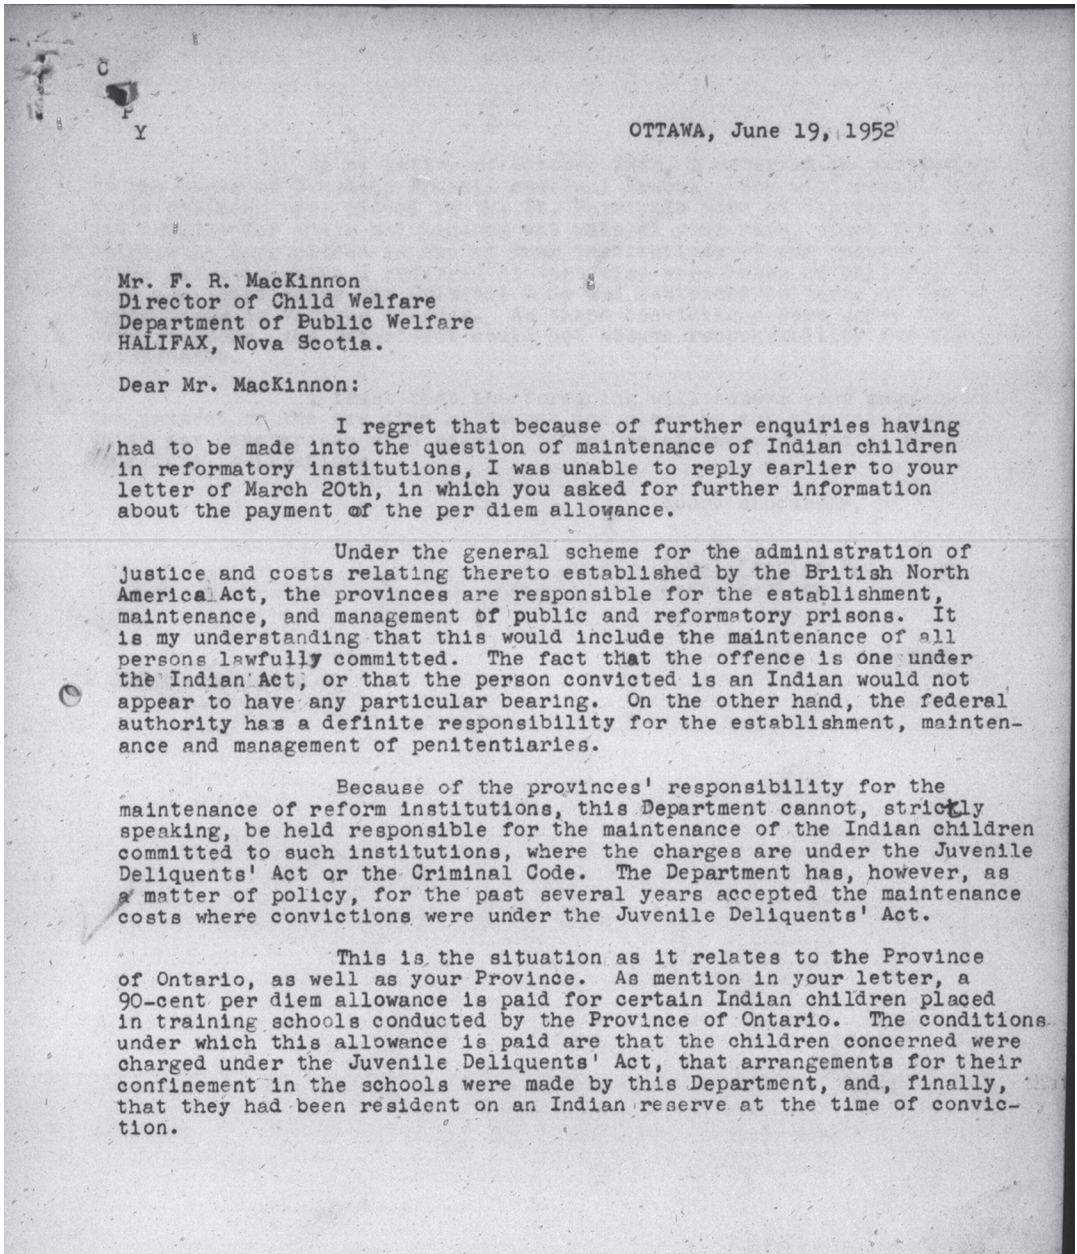 C
P
Y
OTTAWA, June 19, 1952
Mr. F. R. MacKinnon
Director of Child Welfare
Department of Public Welfare
HALIFAX, Nova Scotia.
Dear Mr. MacKinnon:
I regret that because of further enquiries having
had to be made into the question of maintenance of Indian children
in reformatory institutions, I was unable to reply earlier to your
letter of March 20th, in which you asked for further information
about the payment of the per diem allowance.
Under the general scheme for the administration of
justice and costs relating thereto established by the British North
America Act, the provinces are responsible for the establishment,
maintenance, and management of public and reformatory prisons. It
is my understanding that this would include the maintenance of all
persons lawfully committed. The fact that the offence is one under
the Indian Act, or that the person convicted is an Indian would not
appear to have any particular bearing. On the other hand, the federal
authority has a definite responsibility for the establishment, mainten-
ance and management of penitentiaries.
Because of the provinces' responsibility for the
maintenance of reform institutions, this Department cannot, strictly
speaking, be held responsible for the maintenance of the Indian children
committed to such institutions, where the charges are under the Juvenile
Deliquents' Act or the Criminal Code. The Department has, however, as
a matter of policy, for the past several years accepted the maintenance
costs where convictions were under the Juvenile Deliquents' Act.
This is the situation as it relates to the Province
of Ontario, as well as your Province. As mention in your letter, a
90-cent per diem allowance is paid for certain Indian children placed
in training schools conducted by the Province of Ontario. The conditions
under which this allowance is paid are that the children concerned were
charged under the Juvenile Deliquents' Act, that arrangements for their
confinement in the schools were made by this Department, and, finally,
that they had been resident on an Indian reserve at the time of convic-
tion.